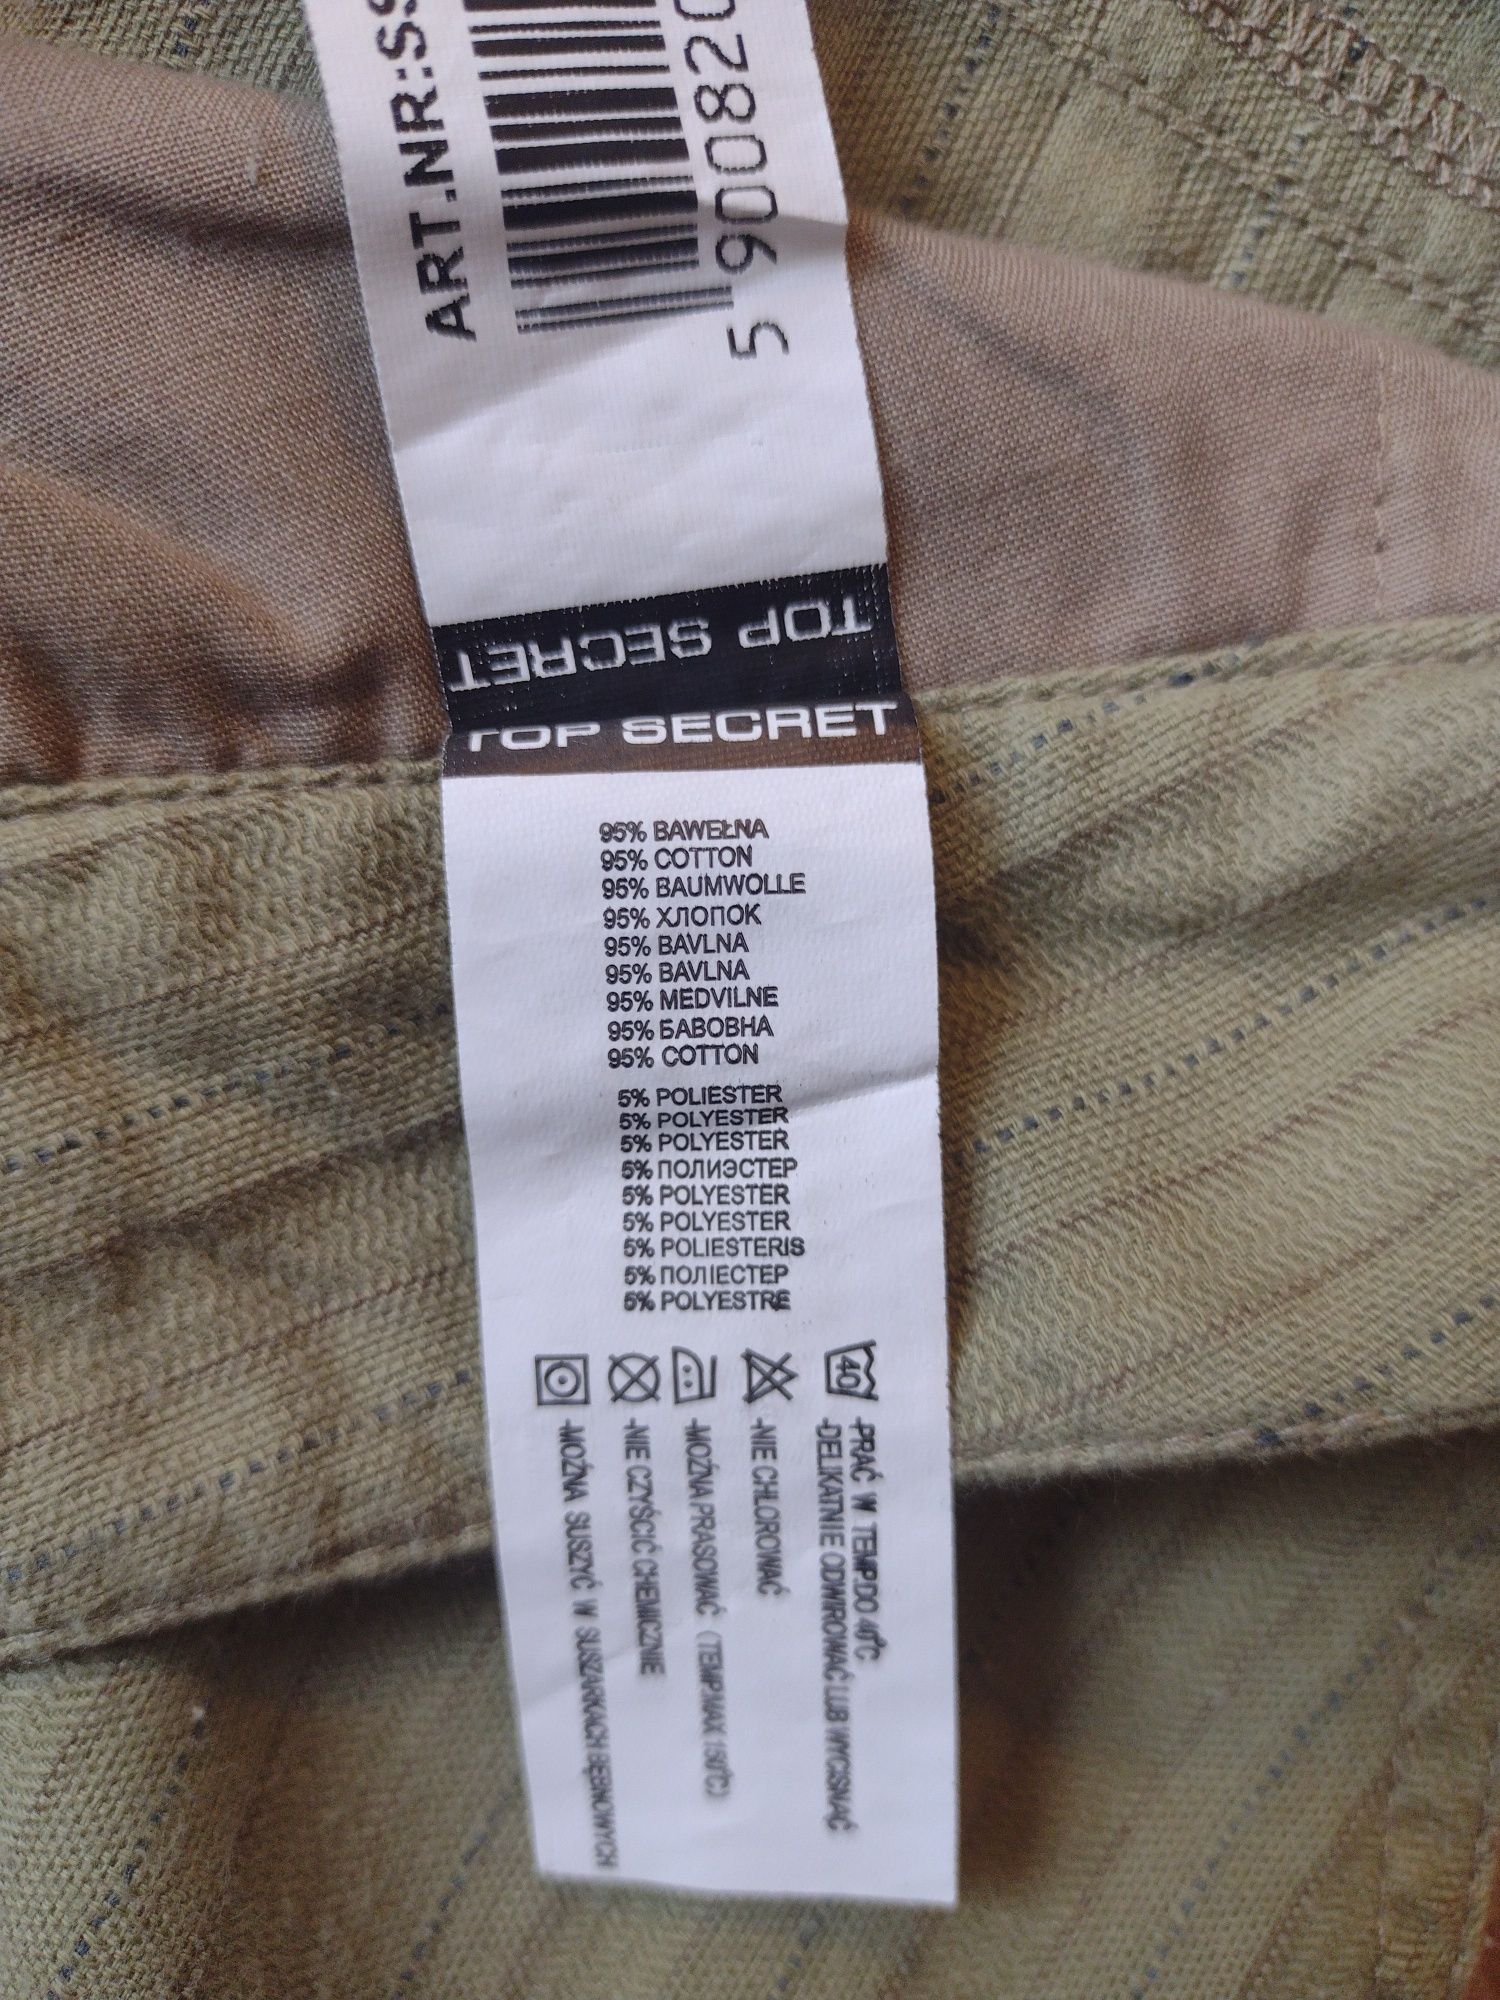 ART.NR:SS
5 900820
TOP SECRET
TOP SECRET
95% BAWEŁNA
95% COTTON
95% BAUMWOLLE
95% ХЛОПОК
95% BAVLNA
95% BAVLNA
95% MEDVILNE
95% БАВОВНА
95% COTTON
5% POLIESTER
5% POLYESTER
5% POLYESTER
5% ПОЛИЭСТЕР
5% POLYESTER
5% POLYESTER
5% POLIESTERIS
5% ПОЛІЕСТЕР
5% POLYESTRE
40
-PRAĆ W TEMP.DO 40°C
-DELIKATNIE ODWIROWAĆ LUB WYCISNĄĆ
-NIE CHLOROWAĆ
-MOŻNA PRASOWAĆ (TEMP.MAX 150°C)
-NIE CZYŚCIĆ CHEMICZNIE
-MOŹNA SUSZYĆ W SUSZARKACH BĘBNOWYCH